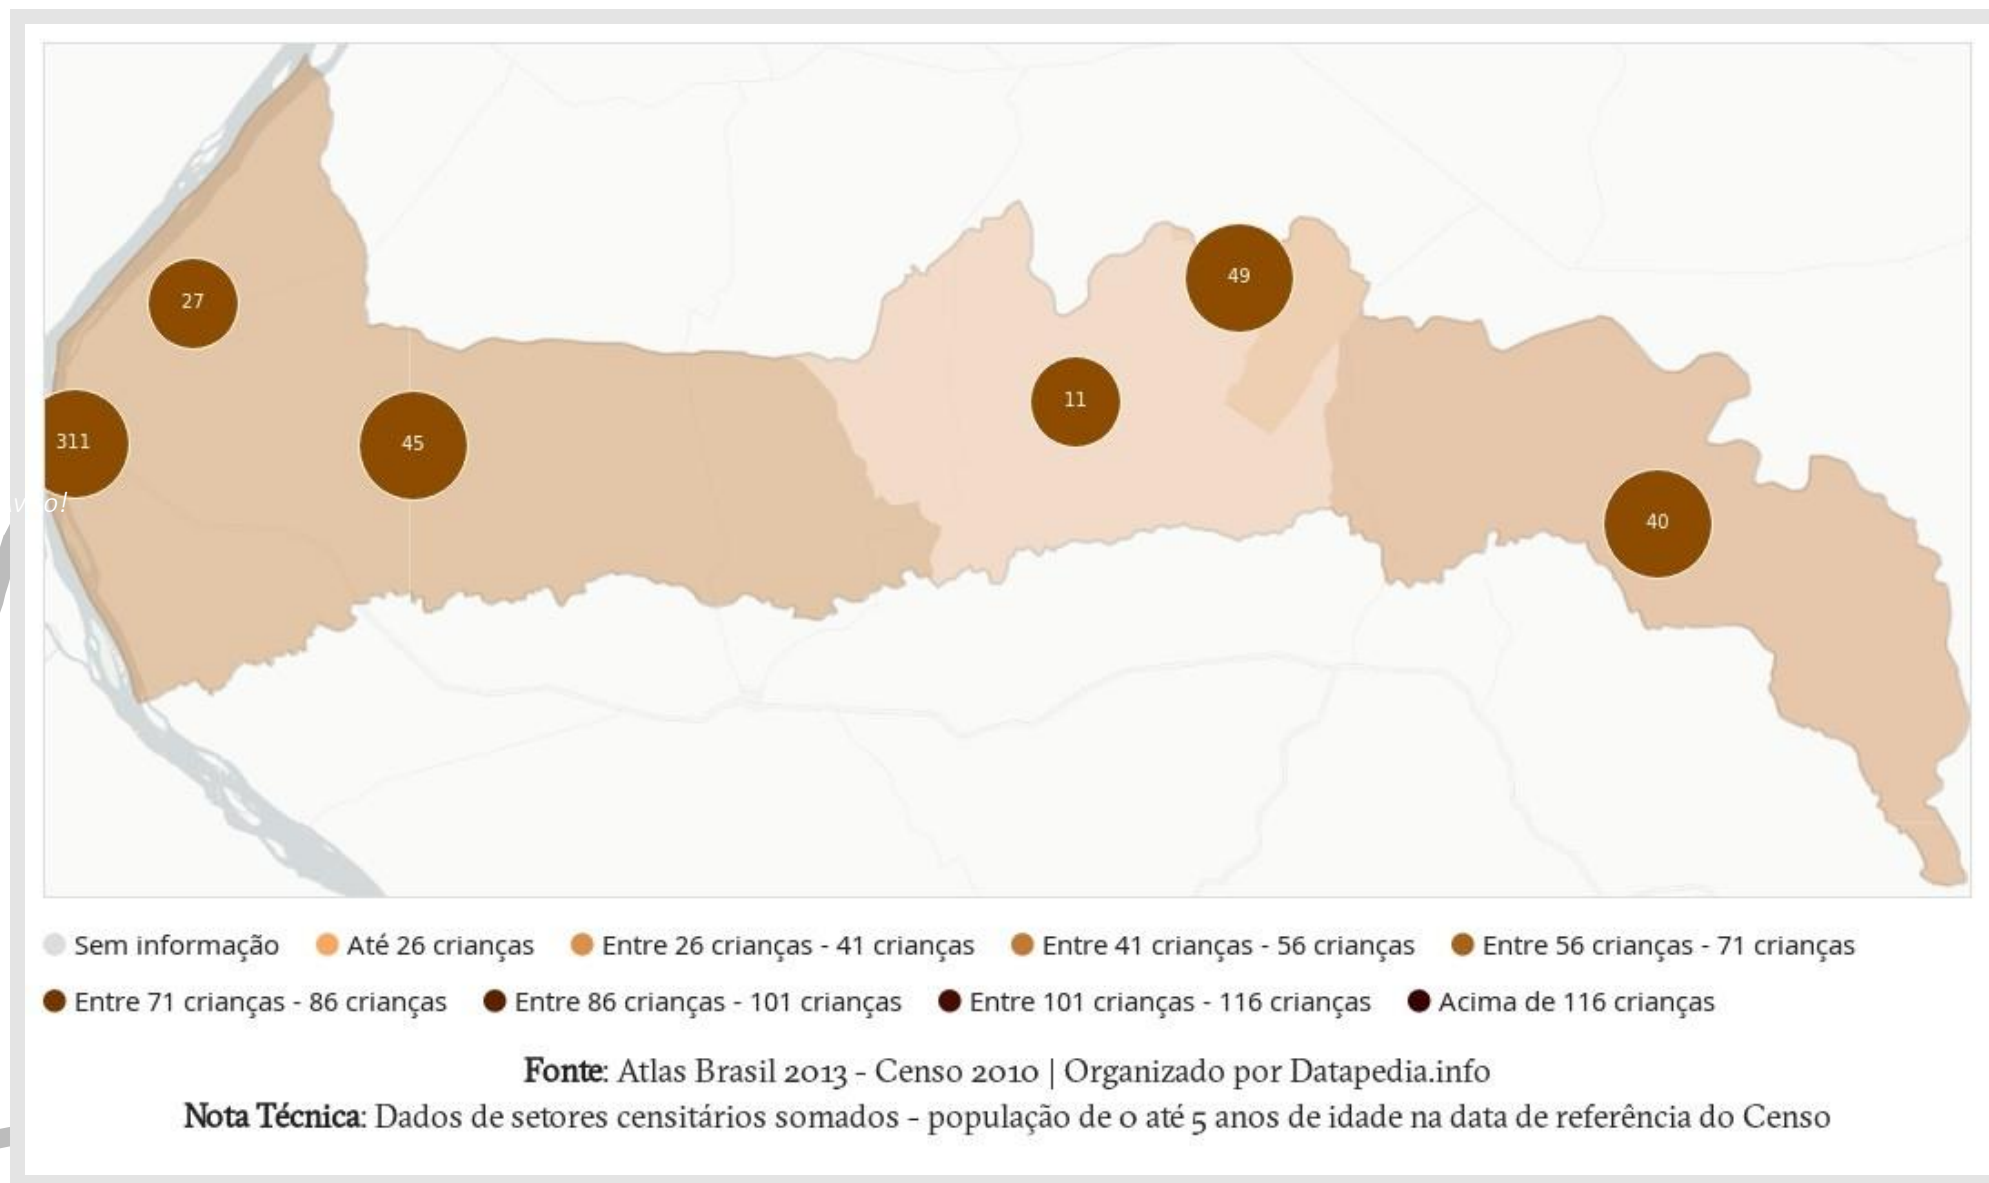 49
27
11
311
45
vo!
40
Sem informação Até 26 crianças Entre 26 crianças - 41 crianças Entre 41 crianças - 56 crianças Entre 56 crianças - 71 crianças
Entre 71 crianças - 86 crianças Entre 86 crianças - 101 crianças Entre 101 crianças - 116 crianças Acima de 116 crianças
Fonte: Atlas Brasil 2013 - Censo 2010 | Organizado por Datapedia.info
Nota Técnica: Dados de setores censitários somados - população de 0 até 5 anos de idade na data de referência do Censo